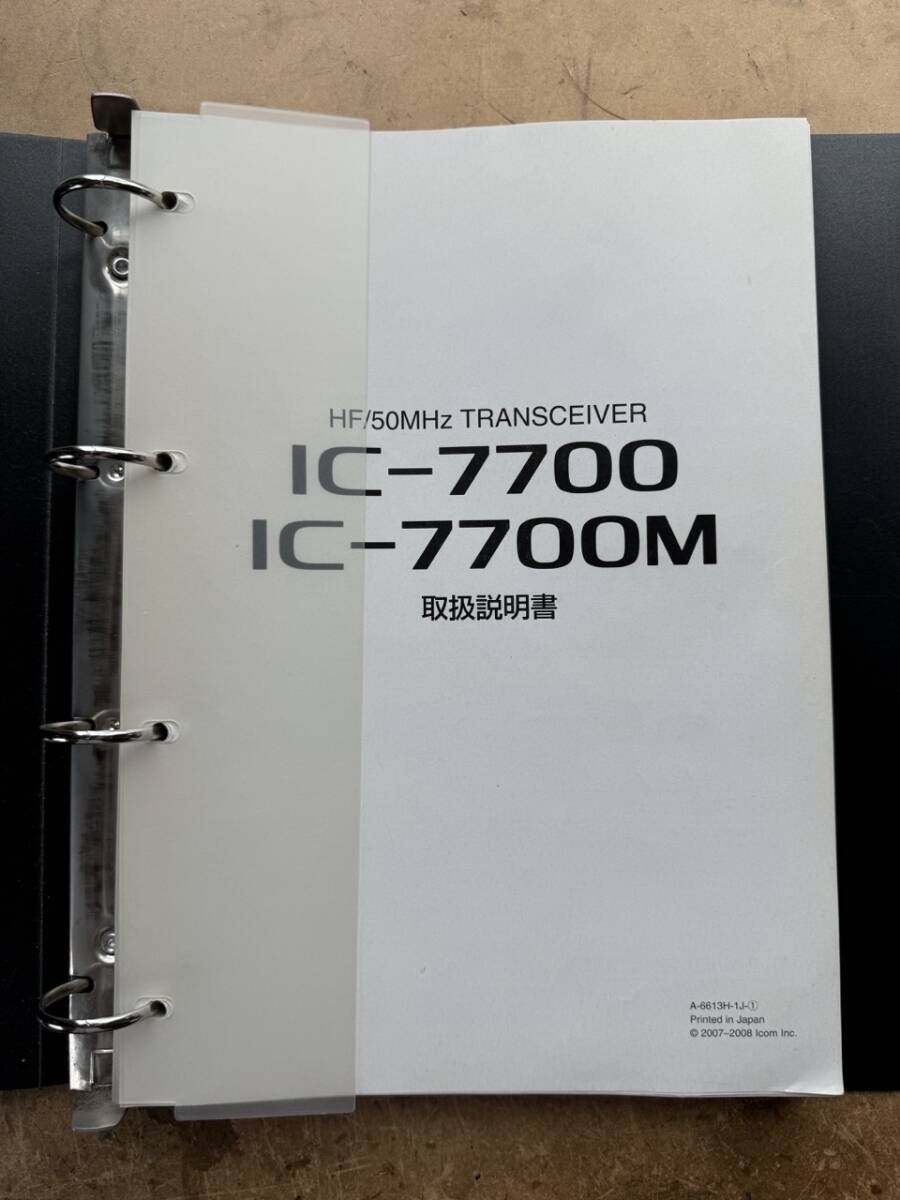 HF/50MHz TRANSCEIVER
IC-7700
IC-7700M
取扱説明書
A-6613H-1J-①
Printed in Japan
© 2007–2008 Icom Inc.